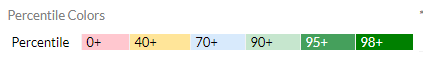 Percentile Colors
Percentile 0+ 40+ 70+ 90+ 95+ 98+